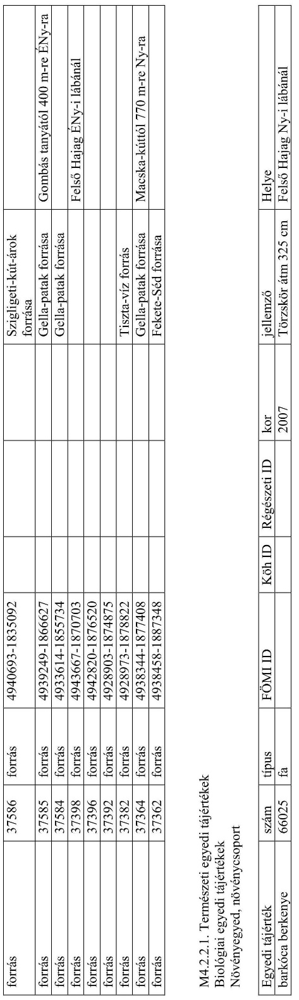 forrás 37586 forrás 4940693-1835092 Szigligeti-kút-árok
forrása
forrás 37585 forrás 4939249-1866627 Gella-patak forrása Gombás tanyától 400 m-re ÉNy-ra
forrás 37584 forrás 4933614-1855734 Gella-patak forrása
forrás 37398 forrás 4943667-1870703 Felső Hajag ÉNy-i lábánál
forrás 37396 forrás 4942820-1876520
forrás 37392 forrás 4928903-1874875
forrás 37382 forrás 4928973-1878822 Tiszta-víz forrás
forrás 37364 forrás 4938344-1877408 Gella-patak forrása Macska-kúttól 770 m-re Ny-ra
forrás 37362 forrás 4938458-1887348 Fekete-Séd forrása
M4.2.2.1. Természeti egyedi tájértékek
Biológiai egyedi tájértékek
Növényegyed, növénycsoport
Egyedi tájérték szám típus FÖMI ID Köh ID Régészeti ID kor jellemző Helye
barkóca berkenye 66025 fa 2007 Törzskör átm 325 cm Felső Hajag Ny-i lábánál